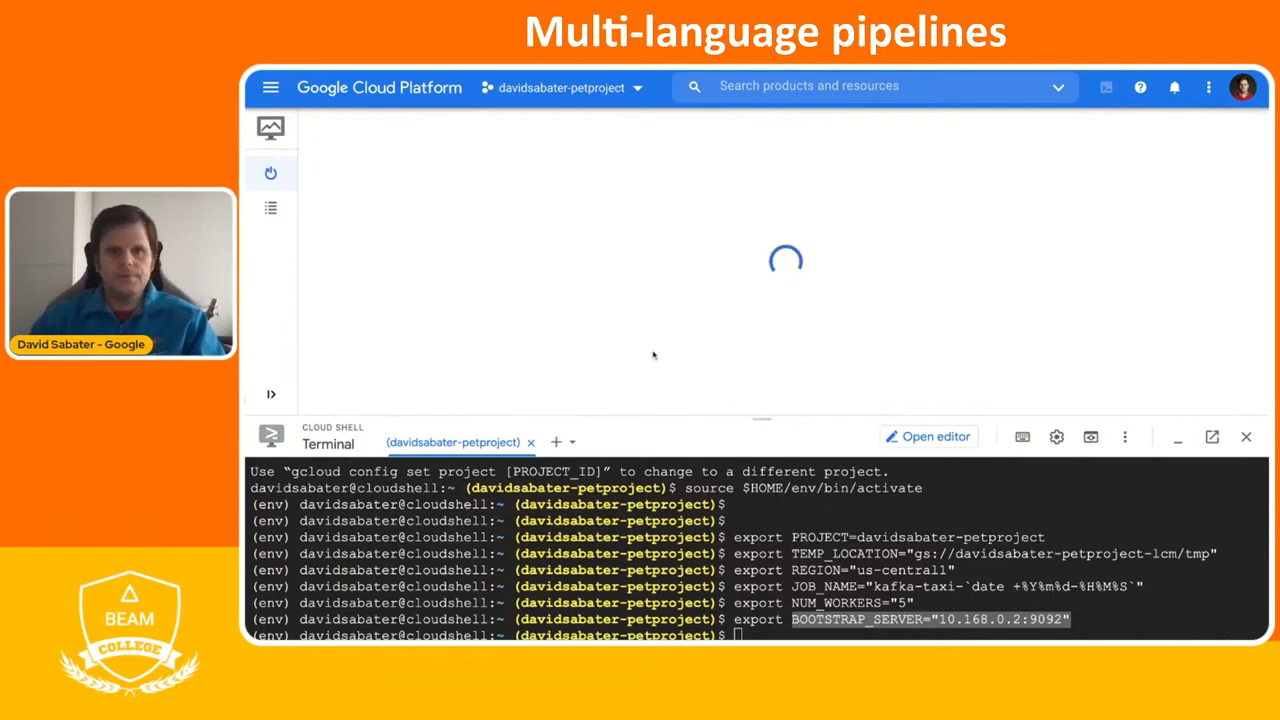 Multi-language pipelines
Google Cloud Platform
davidsabater-petproject
Search products and resources
David Sabater - Google
CLOUD SHELL
Terminal
(davidsabater-petproject)
Open editor
Use “gcloud config set project [PROJECT_ID]” to change to a different project.
davidsabater@cloudshell:~ (davidsabater-petproject)$ source $HOME/env/bin/activate
(env) davidsabater@cloudshell:~ (davidsabater-petproject)$
(env) davidsabater@cloudshell:~ (davidsabater-petproject)$
(env) davidsabater@cloudshell:~ (davidsabater-petproject)$ export PROJECT=davidsabater-petproject
(env) davidsabater@cloudshell:~ (davidsabater-petproject)$ export TEMP_LOCATION="gs://davidsabater-petproject-lcm/tmp"
(env) davidsabater@cloudshell:~ (davidsabater-petproject)$ export REGION="us-central1"
(env) davidsabater@cloudshell:~ (davidsabater-petproject)$ export JOB_NAME="kafka-taxi-`date +%Y%m%d-%H%M%S`"
(env) davidsabater@cloudshell:~ (davidsabater-petproject)$ export NUM_WORKERS="5"
(env) davidsabater@cloudshell:~ (davidsabater-petproject)$ export BOOTSTRAP_SERVER="10.168.0.2:9092"
(env) davidsabater@cloudshell:~ (davidsabater-petproject)$
BEAM
COLLEGE